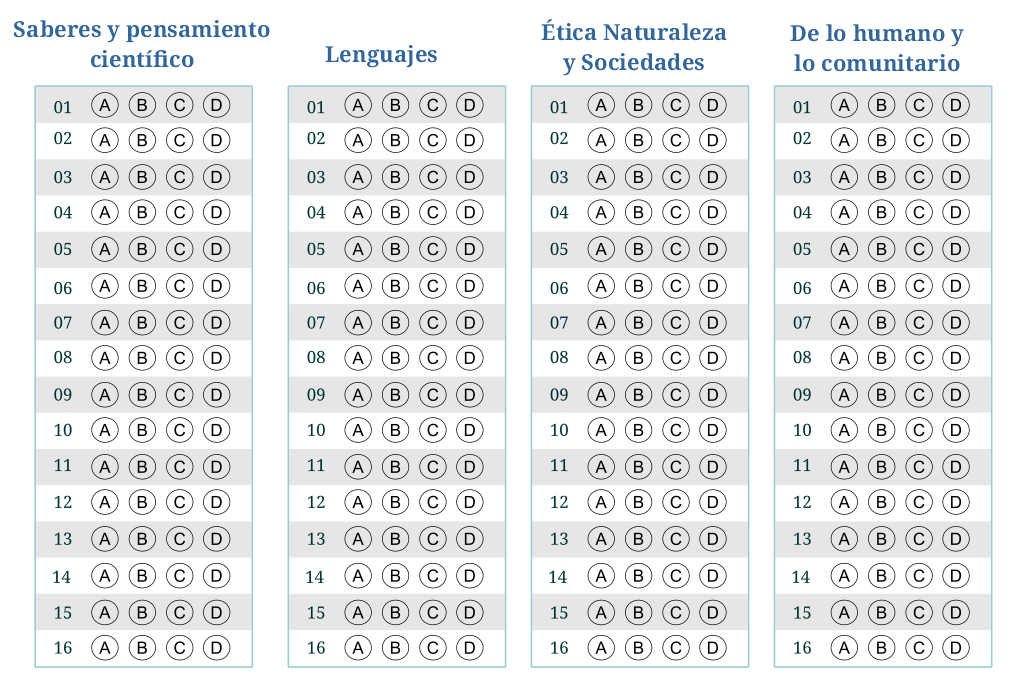 Saberes y pensamiento
científico
Lenguajes
Ética Naturaleza
y Sociedades
De lo humano y
lo comunitario
01 A B C D 01 A B C D 01 A B C D 01 A B C D
02 A B C D 02 A B C D 02 A B C D 02 A B C D
03 A B C D 03 A B C D 03 A B C D 03 A B C D
04 A B C D 04 A B C D 04 A B C D 04 A B C D
05 A B C D 05 A B C D 05 A B C D 05 A B C D
06 A B C D 06 A B C D 06 A B C D 06 A B C D
07 A B C D 07 A B C D 07 A B C D 07 A B C D
08 A B C D 08 A B C D 08 A B C D 08 A B C D
09 A B C D 09 A B C D 09 A B C D 09 A B C D
10 A B C D 10 A B C D 10 A B C D 10 A B C D
11 A B C D 11 A B C D 11 A B C D 11 A B C D
12 A B C D 12 A B C D 12 A B C D 12 A B C D
13 A B C D 13 A B C D 13 A B C D 13 A B C D
14 A B C D 14 A B C D 14 A B C D 14 A B C D
15 A B C D 15 A B C D 15 A B C D 15 A B C D
16 A B C D 16 A B C D 16 A B C D 16 A B C D